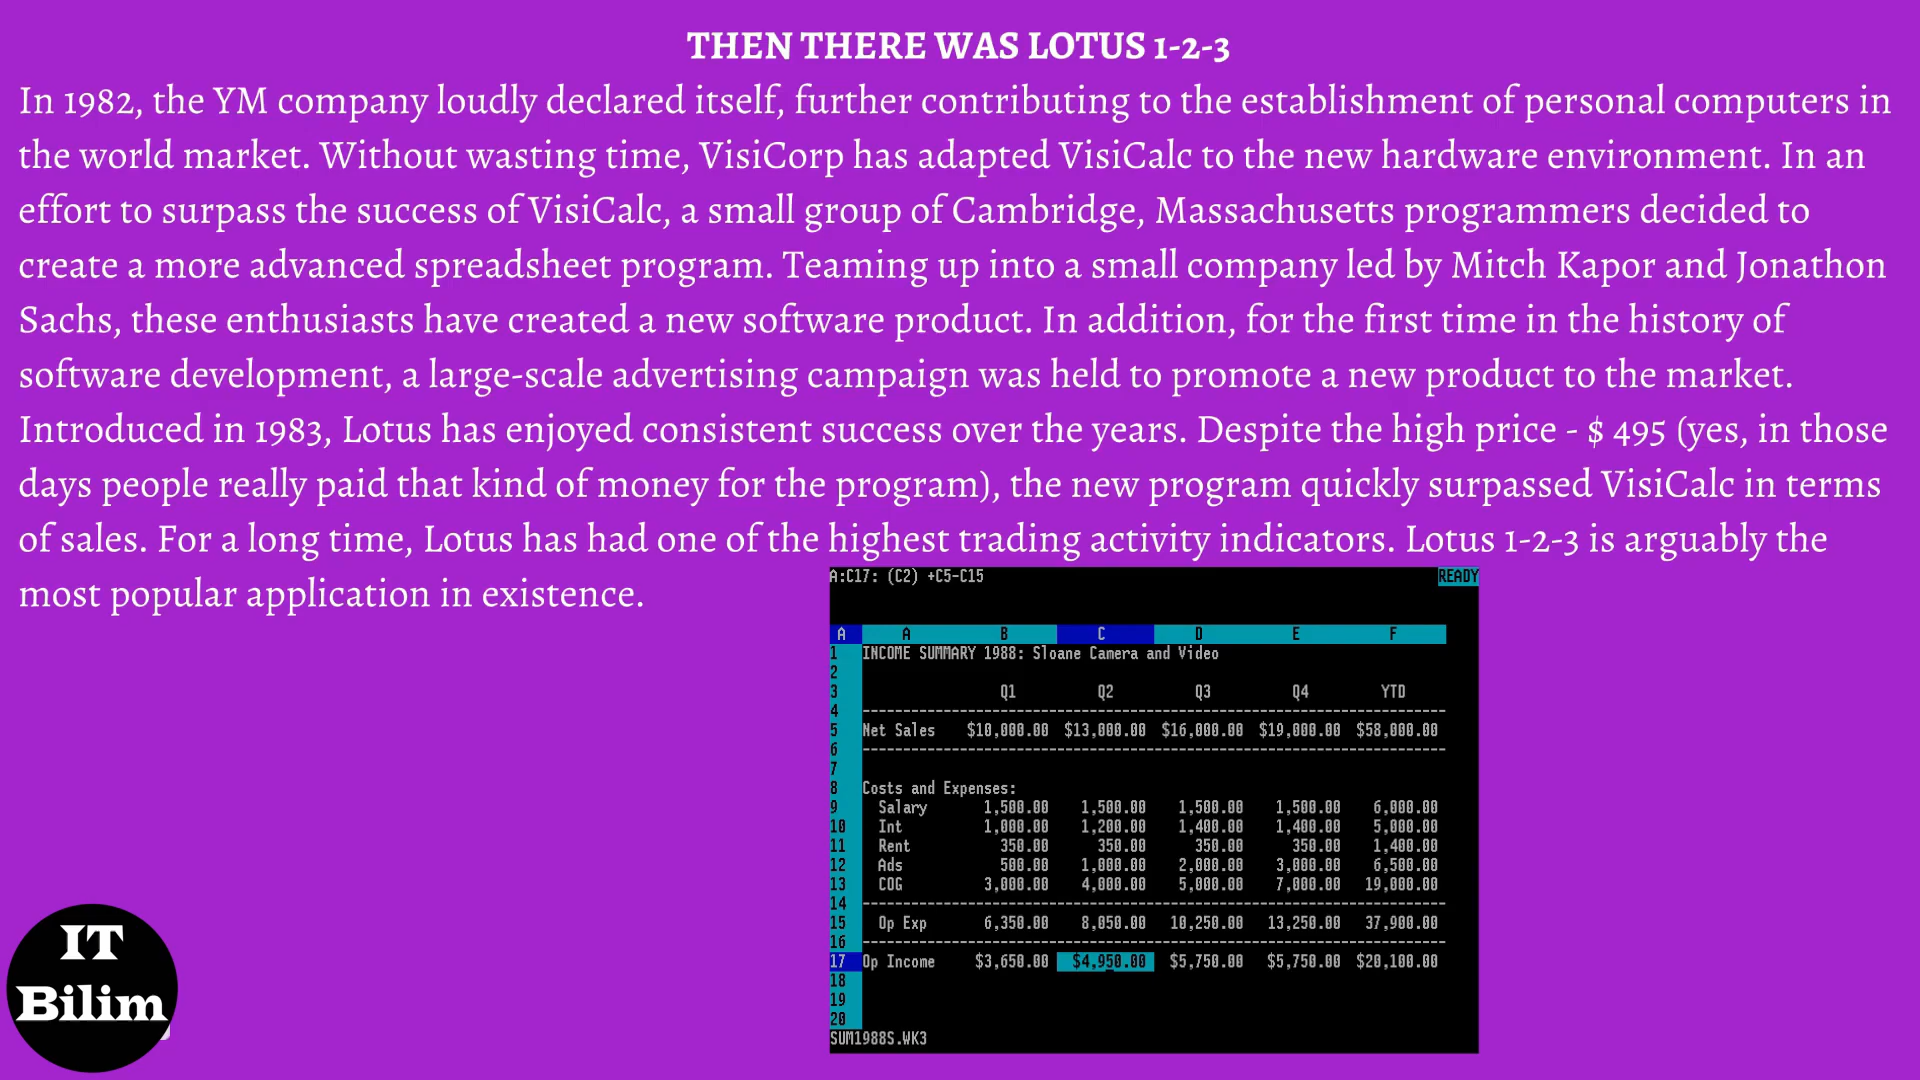 THEN THERE WAS LOTUS 1-2-3
In 1982, the YM company loudly declared itself, further contributing to the establishment of personal computers in
the world market. Without wasting time, VisiCorp has adapted VisiCalc to the new hardware environment. In an
effort to surpass the success of VisiCalc, a small group of Cambridge, Massachusetts programmers decided to
create a more advanced spreadsheet program. Teaming up into a small company led by Mitch Kapor and Jonathon
Sachs, these enthusiasts have created a new software product. In addition, for the first time in the history of
software development, a large-scale advertising campaign was held to promote a new product to the market.
Introduced in 1983, Lotus has enjoyed consistent success over the years. Despite the high price - $ 495 (yes, in those
days people really paid that kind of money for the program), the new program quickly surpassed VisiCalc in terms
of sales. For a long time, Lotus has had one of the highest trading activity indicators. Lotus 1-2-3 is arguably the
most popular application in existence.
A:C17: (C2) +C5-C15 READY
A A B C D E F
1 INCOME SUMMARY 1988: Sloane Camera and Video
2
3 Q1 Q2 Q3 Q4 YTD
4 ------------------------------------------------------------------------
5 Net Sales $10,000.00 $13,000.00 $16,000.00 $19,000.00 $58,000.00
6 ------------------------------------------------------------------------
7
8 Costs and Expenses:
9 Salary 1,500.00 1,500.00 1,500.00 1,500.00 6,000.00
10 Int 1,000.00 1,200.00 1,400.00 1,400.00 5,000.00
11 Rent 350.00 350.00 350.00 350.00 1,400.00
12 Ads 500.00 1,000.00 2,000.00 3,000.00 6,500.00
13 COG 3,000.00 4,000.00 5,000.00 7,000.00 19,000.00
14 ------------------------------------------------------------------------
15 Op Exp 6,350.00 8,050.00 10,250.00 13,250.00 37,900.00
16 ------------------------------------------------------------------------
17 Op Income $3,650.00 $4,950.00 $5,750.00 $5,750.00 $20,100.00
18
19
20
SUM1988S.WK3
IT
Bilim